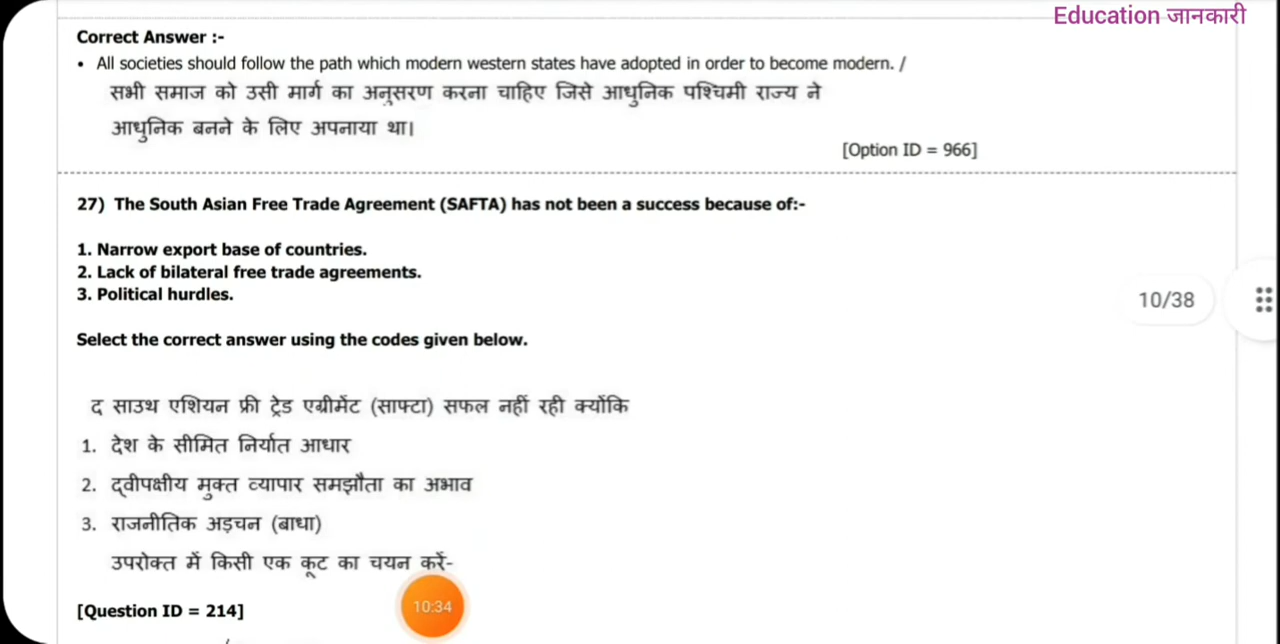 Education जानकारी
Correct Answer :-
• All societies should follow the path which modern western states have adopted in order to become modern. /
सभी समाज को उसी मार्ग का अनुसरण करना चाहिए जिसे आधुनिक पश्चिमी राज्य ने
आधुनिक बनने के लिए अपनाया था।
[Option ID = 966]
27) The South Asian Free Trade Agreement (SAFTA) has not been a success because of:-
1. Narrow export base of countries.
2. Lack of bilateral free trade agreements.
3. Political hurdles.
10/38
Select the correct answer using the codes given below.
द साउथ एशियन फ्री ट्रेड एग्रीमेंट (साफ्टा) सफल नहीं रही क्योंकि
1. देश के सीमित निर्यात आधार
2. द्वीपक्षीय मुक्त व्यापार समझौता का अभाव
3. राजनीतिक अड़चन (बाधा)
उपरोक्त में किसी एक कूट का चयन करें-
[Question ID = 214]
10:34